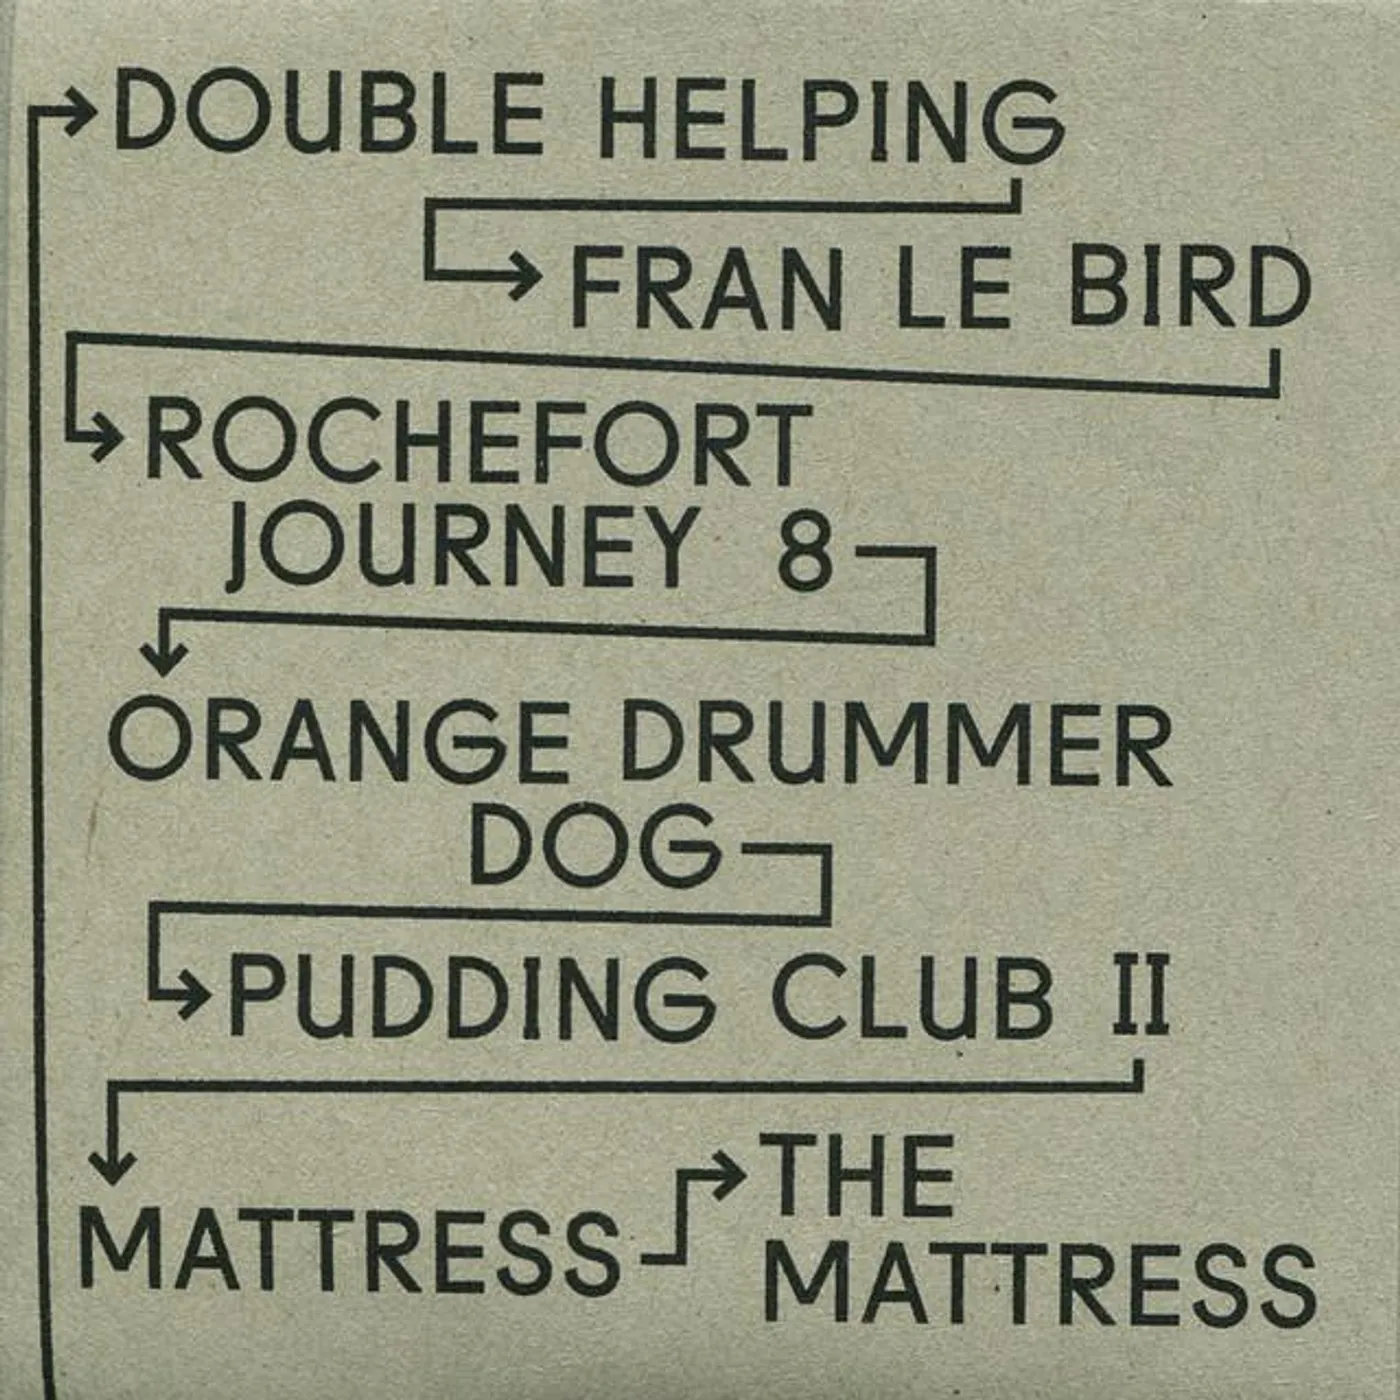 DOUBLE HELPING
FRAN LE BIRD
ROCHEFORT
JOURNEY 8
ORANGE DRUMMER
DOG
PUDDING CLUB II
MATTRESS
THE
MATTRESS